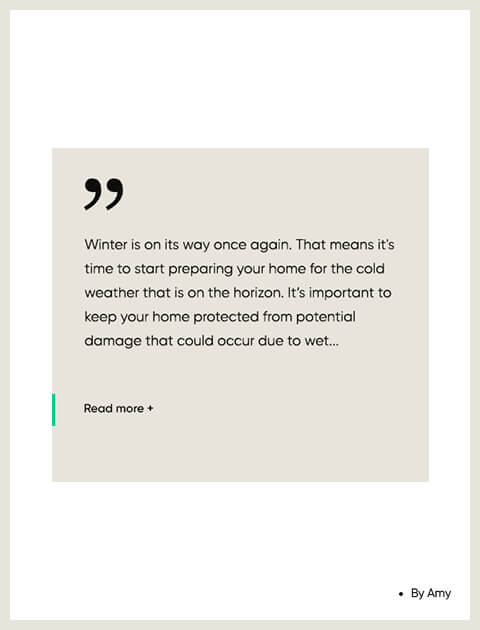 ”
Winter is on its way once again. That means it's
time to start preparing your home for the cold
weather that is on the horizon. It’s important to
keep your home protected from potential
damage that could occur due to wet...
Read more +
• By Amy